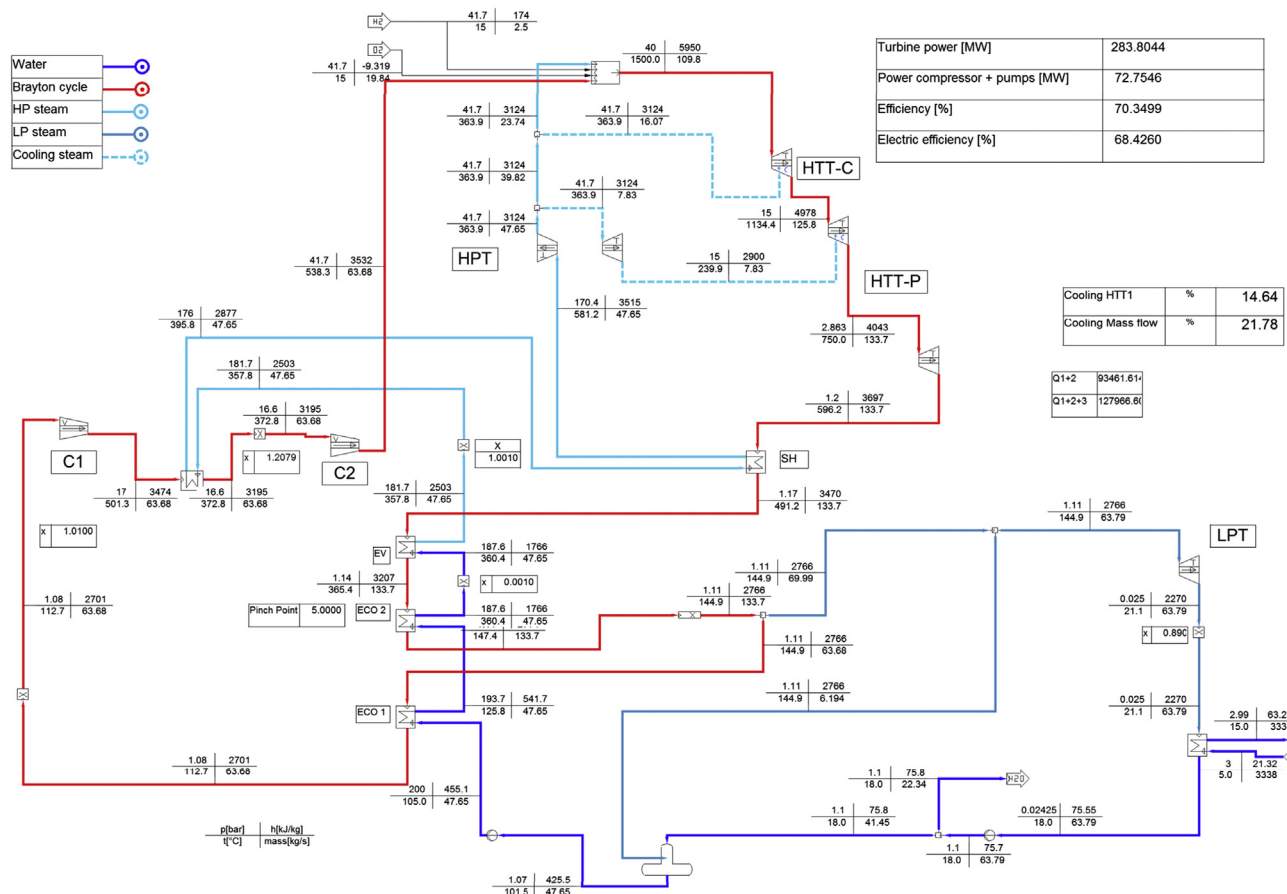 H2
41.7 174
15 2.5
O2
41.7 -9.319
15 19.84
40 5950
1500.0 109.8
Water
Brayton cycle
HP steam
LP steam
Cooling steam
Turbine power [MW] 283.8044
Power compressor + pumps [MW] 72.7546
Efficiency [%] 70.3499
Electric efficiency [%] 68.4260
41.7 3124
363.9 23.74
41.7 3124
363.9 16.07
41.7 3124
363.9 39.82
41.7 3124
363.9 7.83
HTT-C
41.7 3124
363.9 47.65
15 4978
1134.4 125.8
HPT
15 2900
239.9 7.83
HTT-P
41.7 3532
538.3 63.68
170.4 3515
581.2 47.65
Cooling HTT1 % 14.64
Cooling Mass flow % 21.78
176 2877
395.8 47.65
2.863 4043
750.0 133.7
181.7 2503
357.8 47.65
Q1+2 93461.61
Q1+2+3 127966.6
16.6 3195
372.8 63.68
1.2 3697
596.2 133.7
C1
X 1.2079
C2
X
1.0010
SH
17 3474
501.3 63.68
16.6 3195
372.8 63.68
181.7 2503
357.8 47.65
1.17 3470
491.2 133.7
X 1.0100
1.11 2766
144.9 63.79
LPT
EV
187.6 1766
360.4 47.65
1.14 3207
365.4 133.7
X 0.0010
1.11 2766
144.9 69.99
1.08 2701
112.7 63.68
Pinch Point 5.0000
ECO 2
187.6 1766
360.4 47.65
147.4 133.7
1.11 2766
144.9 133.7
0.025 2270
21.1 63.79
X 0.890
1.11 2766
144.9 63.68
1.11 2766
144.9 6.194
ECO 1
193.7 541.7
125.8 47.65
0.025 2270
21.1 63.79
2.99 63.2
15.0 333
3 21.32
5.0 3338
1.08 2701
112.7 63.68
200 455.1
105.0 47.65
1.1 75.8
18.0 22.34
H2O
1.1 75.8
18.0 41.45
0.02425 75.55
18.0 63.79
p[bar] h[kJ/kg]
t[°C] mass[kg/s]
1.1 75.7
18.0 63.79
1.07 425.5
101.5 47.65